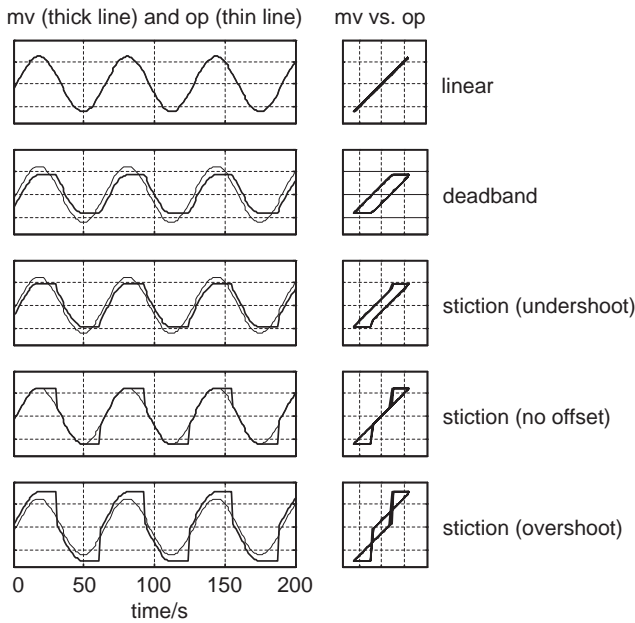 mv (thick line) and op (thin line) mv vs. op
linear
deadband
stiction (undershoot)
stiction (no offset)
stiction (overshoot)
0 50 100 150 200
time/s